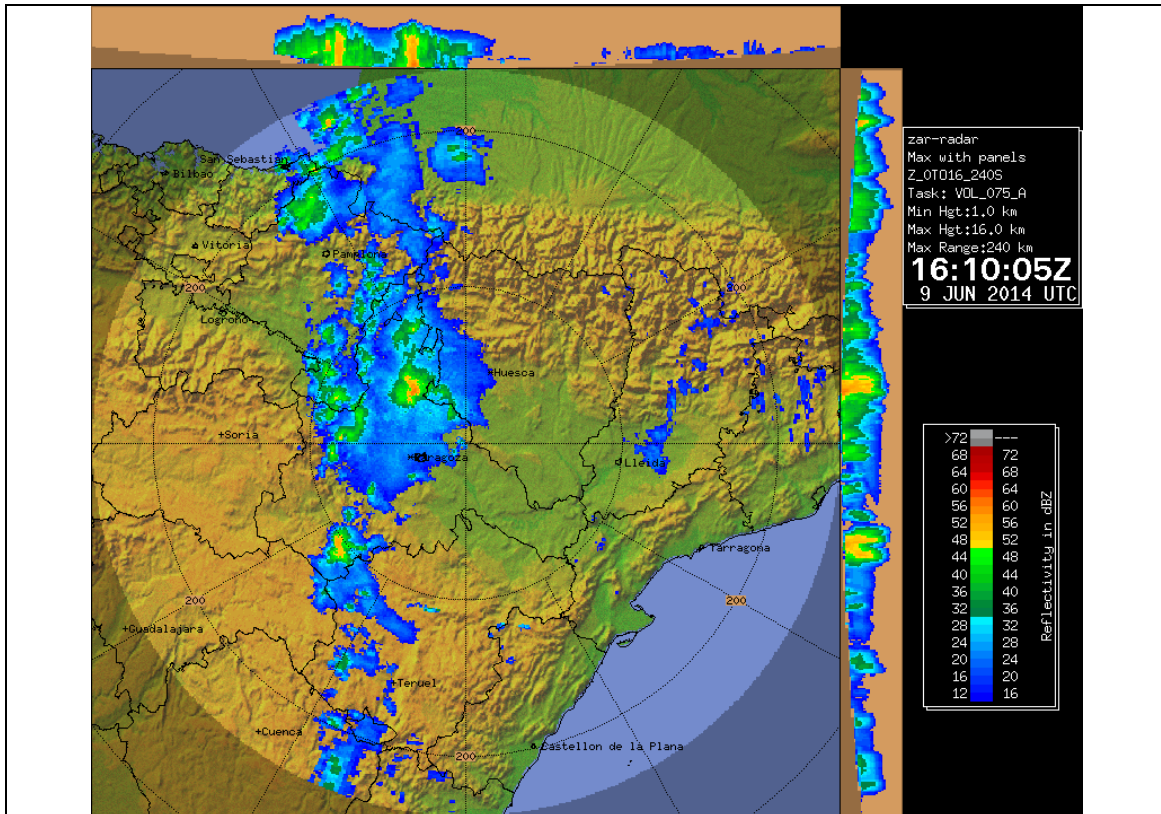 zar-radar
Max with panels
Z_0TO16_240S
Task: VOL_075_A
Min Hgt:1.0 km
Max Hgt:16.0 km
Max Range:240 km
16:10:05Z
9 JUN 2014 UTC
200
San Sebastian
Bilbao
Vitoria
Pamplona
200
200
Logrono
Huesca
Soria
Zaragoza
Lleida
Tarragona
200
200
Guadalajara
Teruel
Cuenca
200
Castellon de la Plana
>72 ---
68 72
64 68
60 64
56 60
52 56
48 52
44 48
40 44
36 40
32 36
28 32
24 28
20 24
16 20
12 16
Reflectivity in dBZ